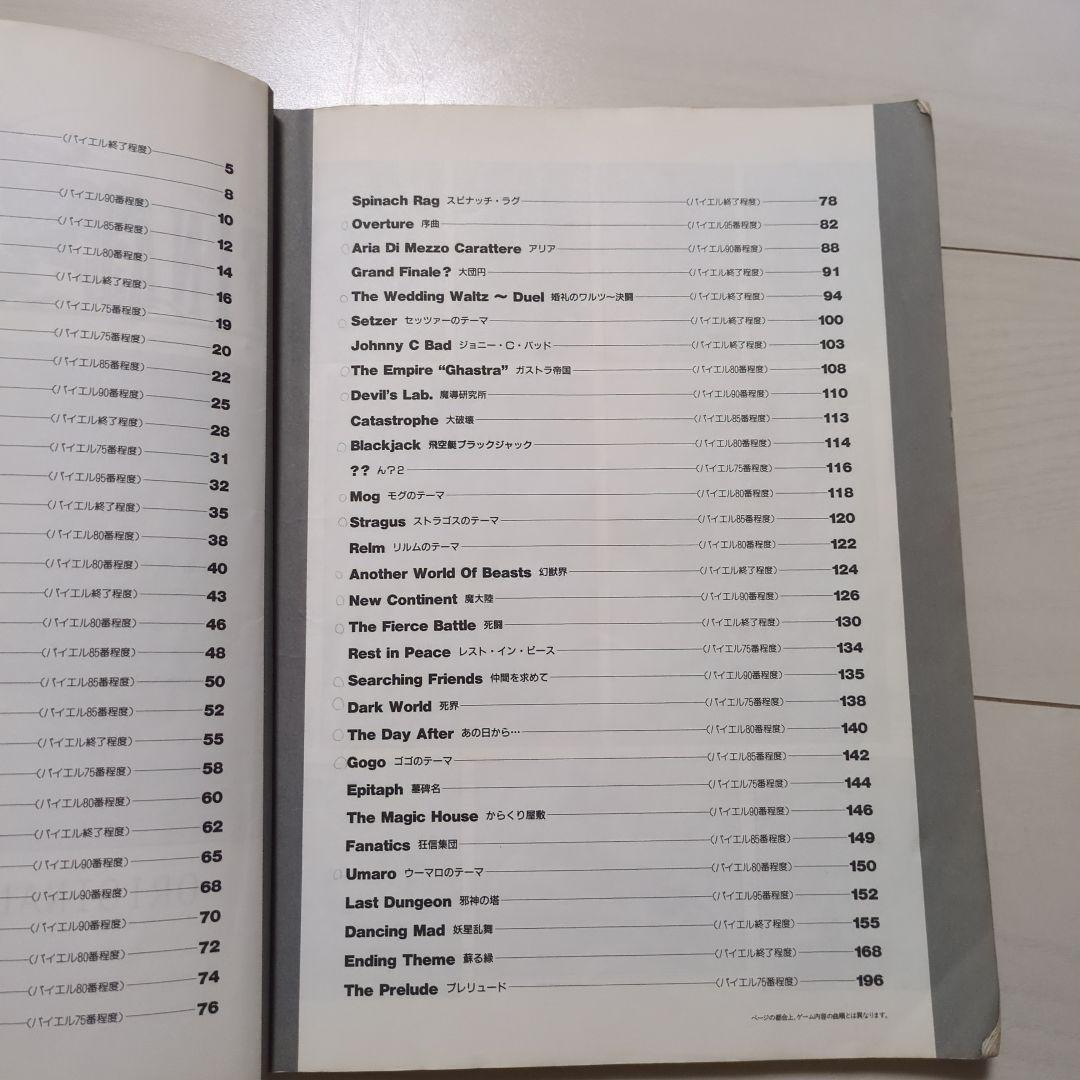 (バイエル終了程度) 5
8
(バイエル90番程度) 10
(バイエル85番程度) 12
(バイエル80番程度) 14
(バイエル終了程度) 16
(バイエル75番程度) 19
(バイエル75番程度) 20
(バイエル85番程度) 22
(バイエル90番程度) 25
(バイエル終了程度) 28
(バイエル75番程度) 31
(バイエル95番程度) 32
(バイエル終了程度) 35
(バイエル80番程度) 38
(バイエル80番程度) 40
(バイエル終了程度) 43
(バイエル80番程度) 46
(バイエル85番程度) 48
(バイエル85番程度) 50
(バイエル85番程度) 52
(バイエル終了程度) 55
(バイエル75番程度) 58
(バイエル80番程度) 60
(バイエル終了程度) 62
(バイエル90番程度) 65
(バイエル90番程度) 68
(バイエル90番程度) 70
(バイエル80番程度) 72
(バイエル80番程度) 74
(バイエル75番程度) 76
Spinach Rag スピナッチ・ラグ (バイエル終了程度) 78
Overture 序曲 (バイエル95番程度) 82
Aria Di Mezzo Carattere アリア (バイエル90番程度) 88
Grand Finale? 大団円 (バイエル終了程度) 91
The Wedding Waltz ～ Duel 婚礼のワルツ～決闘 (バイエル終了程度) 94
Setzer セッツァーのテーマ (バイエル終了程度) 100
Johnny C Bad ジョニー・C・バッド (バイエル終了程度) 103
The Empire “Ghastra” ガストラ帝国 (バイエル80番程度) 108
Devil's Lab. 魔導研究所 (バイエル90番程度) 110
Catastrophe 大破壊 (バイエル85番程度) 113
Blackjack 飛空艇ブラックジャック (バイエル80番程度) 114
?? ん?2 (バイエル75番程度) 116
Mog モグのテーマ (バイエル80番程度) 118
Stragus ストラゴスのテーマ (バイエル85番程度) 120
Relm リルムのテーマ (バイエル80番程度) 122
Another World Of Beasts 幻獣界 (バイエル終了程度) 124
New Continent 魔大陸 (バイエル90番程度) 126
The Fierce Battle 死闘 (バイエル終了程度) 130
Rest in Peace レスト・イン・ピース (バイエル75番程度) 134
Searching Friends 仲間を求めて (バイエル90番程度) 135
Dark World 死界 (バイエル75番程度) 138
The Day After あの日から… (バイエル80番程度) 140
Gogo ゴゴのテーマ (バイエル85番程度) 142
Epitaph 墓碑名 (バイエル75番程度) 144
The Magic House からくり屋敷 (バイエル90番程度) 146
Fanatics 狂信集団 (バイエル85番程度) 149
Umaro ウーマロのテーマ (バイエル80番程度) 150
Last Dungeon 邪神の塔 (バイエル95番程度) 152
Dancing Mad 妖星乱舞 (バイエル終了程度) 155
Ending Theme 蘇る緑 (バイエル終了程度) 168
The Prelude プレリュード (バイエル75番程度) 196
ページの都合上、ゲーム内容の曲順とは異なります。